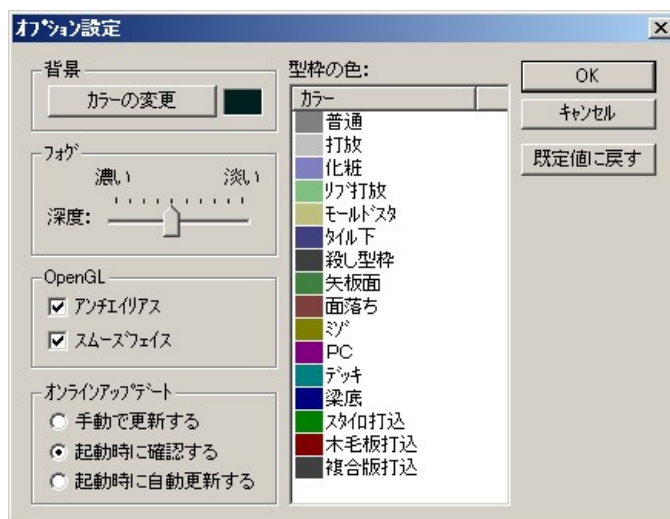 オプション設定
背景
カラーの変更
フォグ
濃い 淡い
深度:
OpenGL
アンチエイリアス
スムーズフェイス
オンラインアップデート
手動で更新する
起動時に確認する
起動時に自動更新する
型枠の色:
カラー
普通
打放
化粧
リブ打放
モールドスタ
タイル下
殺し型枠
矢板面
面落ち
ミゾ
PC
デッキ
梁底
スタイロ打込
木毛板打込
複合版打込
OK
キャンセル
既定値に戻す